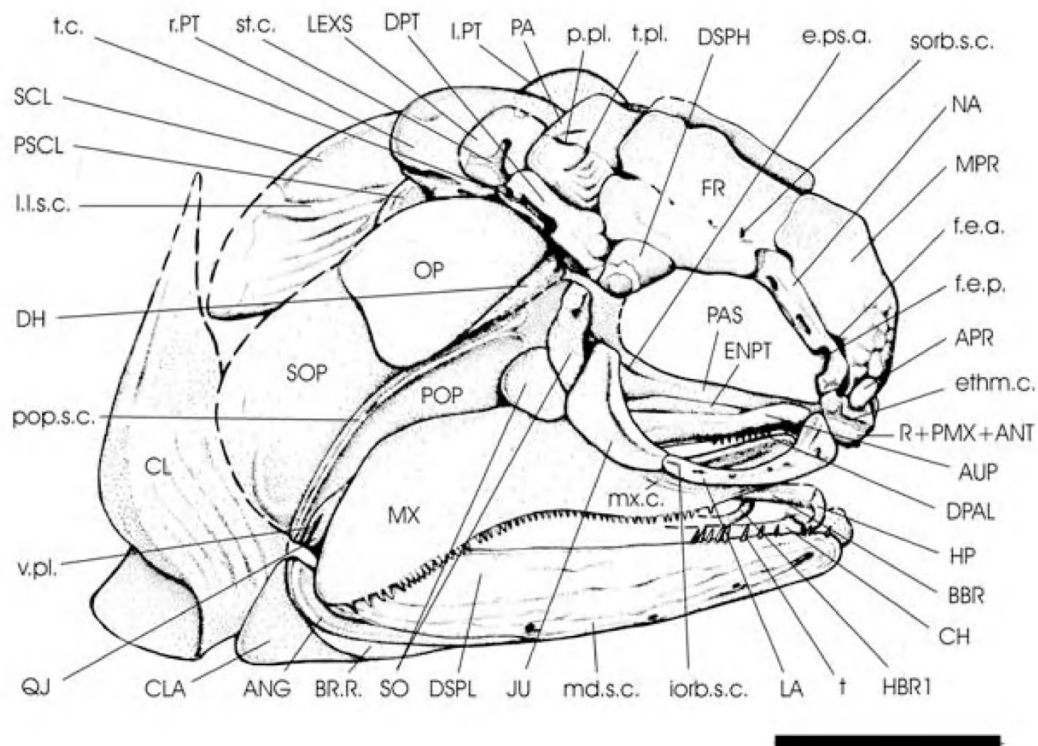 t.c.
r.PT
st.c.
LEXS
DPT
l.PT
PA
p.pl.
t.pl.
DSPH
e.ps.a.
sorb.s.c.
SCL
NA
PSCL
MPR
l.l.s.c.
FR
f.e.a.
OP
DH
f.e.p.
PAS
APR
SOP
ENPT
POP
ethm.c.
pop.s.c.
R+PMX+ANT
CL
AUP
MX
mx.c.
DPAL
v.pl.
HP
BBR
CH
QJ
CLA
ANG
BR.R.
SO
DSPL
JU
md.s.c.
iorb.s.c.
LA
t
HBR1